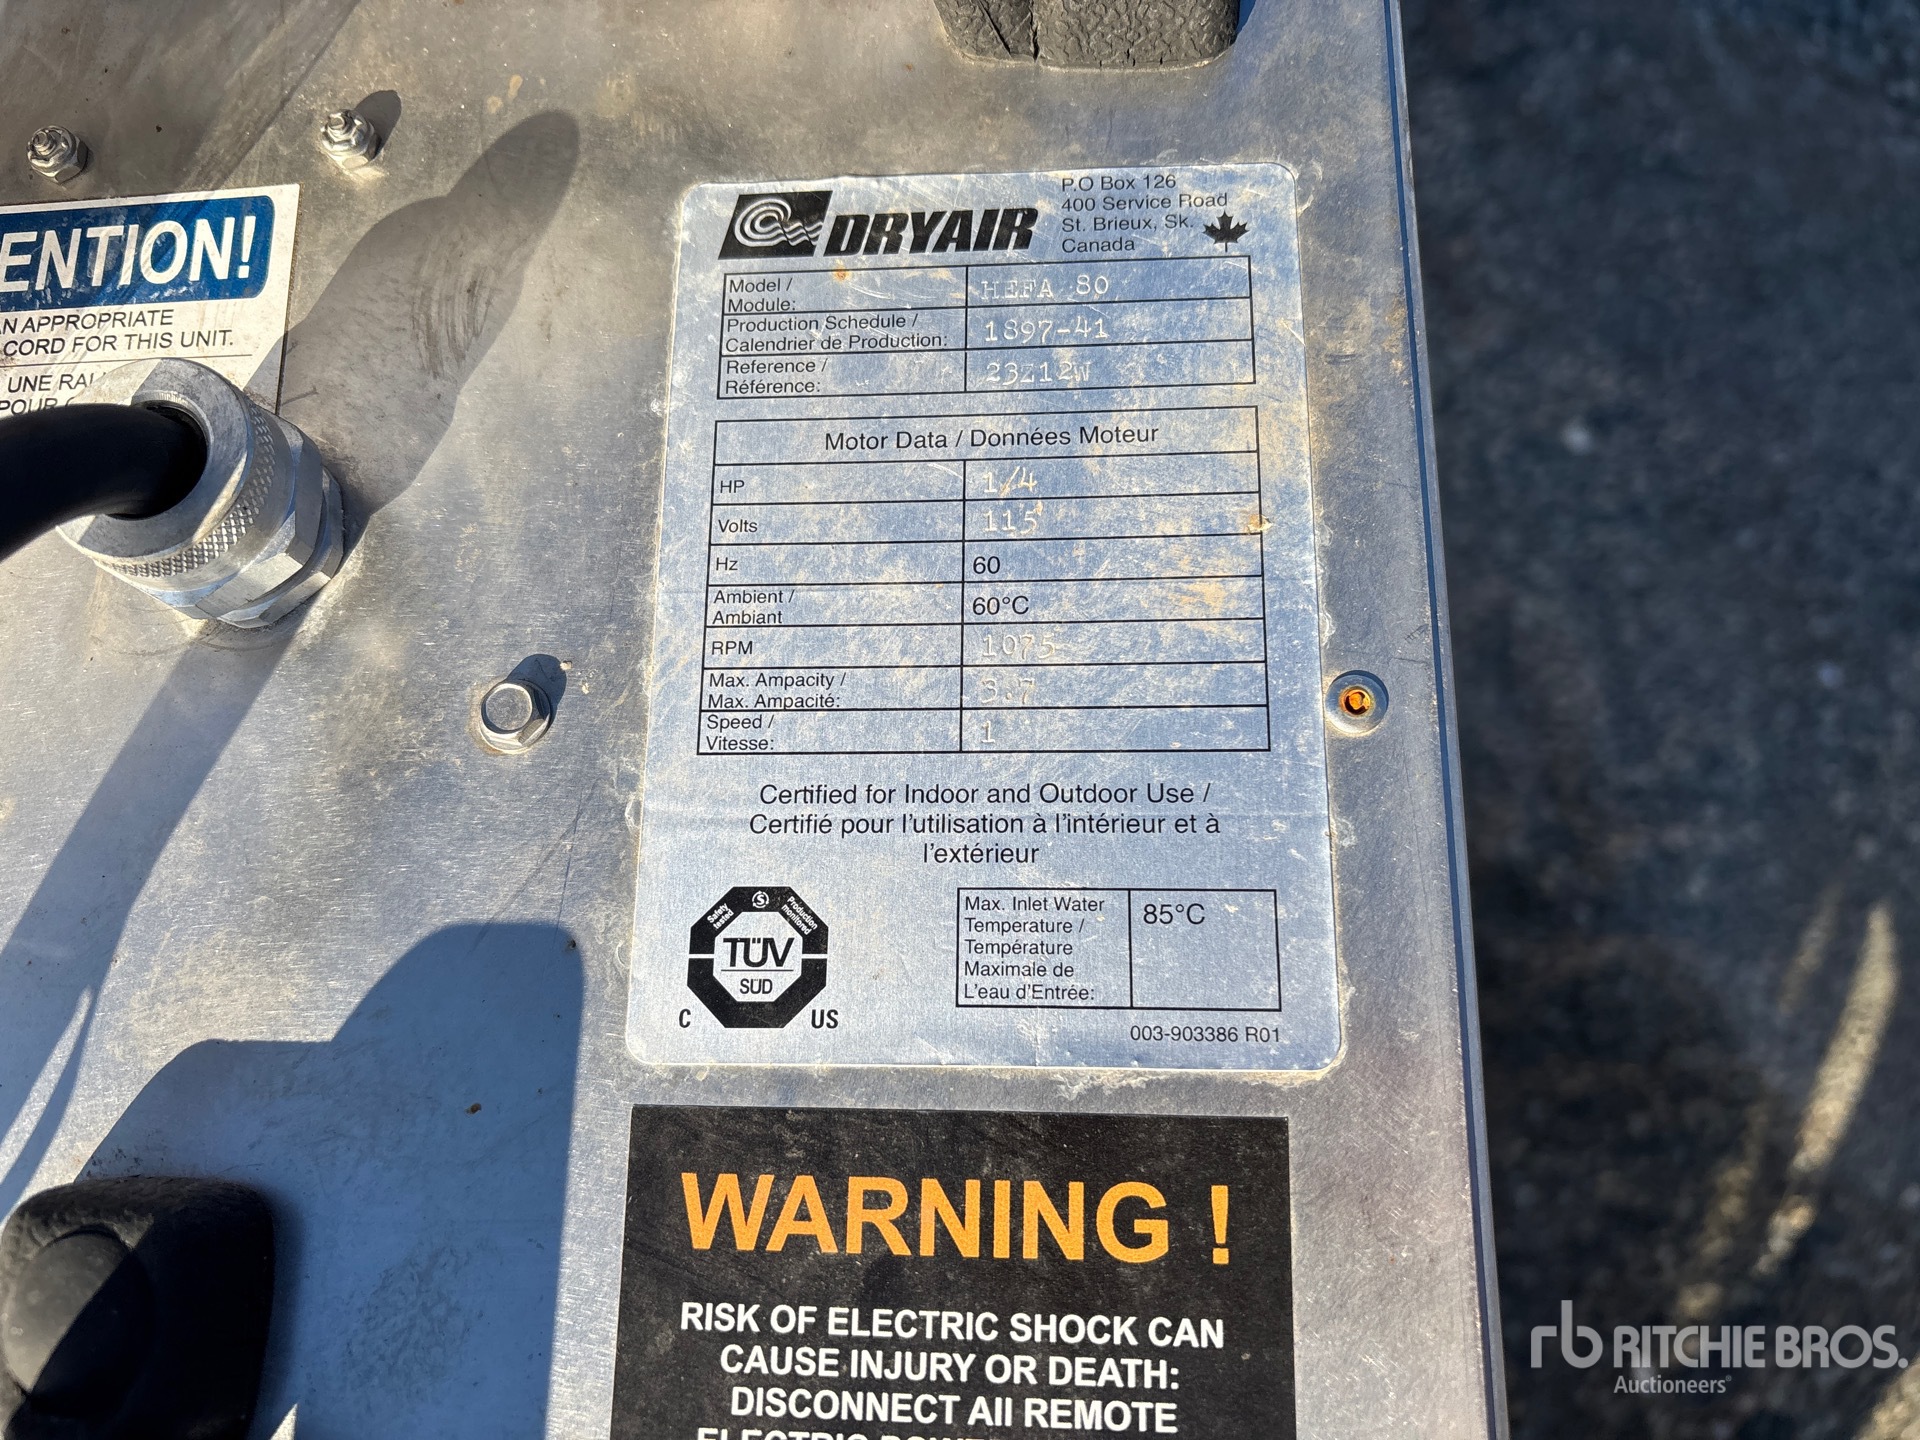 ENTION!
N APPROPRIATE
CORD FOR THIS UNIT.
UNE
POUR
DRYAIR
P.O Box 126
400 Service Road
St. Brieux, Sk.
Canada
Model /
Module:
HEFA 80
Production Schedule /
Calendrier de Production:
1897-41
Reference /
Référence:
23Z12W
Motor Data / Données Moteur
HP
1/4
Volts
115
Hz
60
Ambient /
Ambiant
60°C
RPM
1075
Max. Ampacity /
Max. Ampacité:
3.7
Speed /
Vitesse:
1
Certified for Indoor and Outdoor Use /
Certifié pour l'utilisation à l'intérieur et à
l'extérieur
Safety
tested
Production
monitored
TÜV
SÜD
C
US
Max. Inlet Water
Temperature /
Température
Maximale de
L'eau d'Entrée:
85°C
003-903386 R01
WARNING !
RISK OF ELECTRIC SHOCK CAN
CAUSE INJURY OR DEATH:
DISCONNECT All REMOTE
ELECTRIC
rb RITCHIE BROS.
Auctioneers